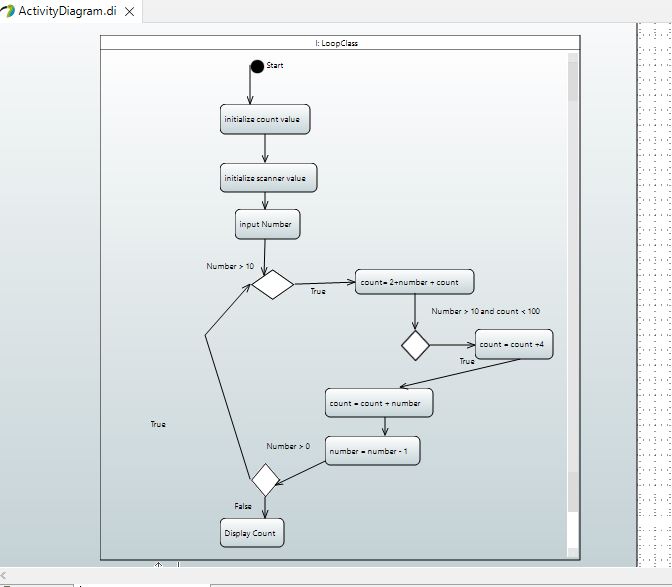 ActivityDiagram.di
I: LoopClass
Start
initialize count value
initialize scanner value
input Number
Number > 10
True
count= 2+number + count
Number > 10 and count < 100
count = count +4
True
count = count + number
True
Number > 0
number = number - 1
False
Display Count